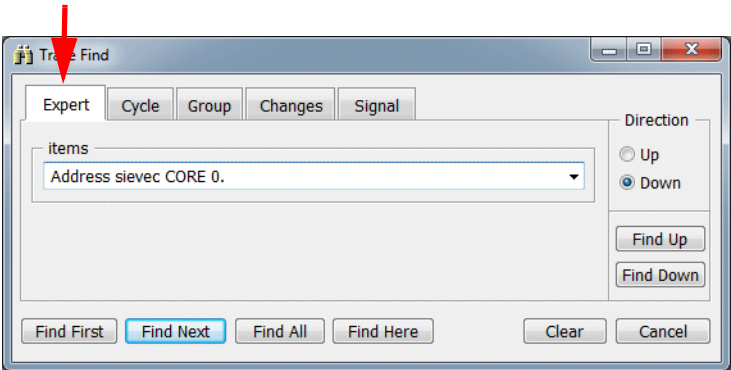 Trace Find
Expert
Cycle
Group
Changes
Signal
Direction
items
Up
Address sievec CORE 0.
Down
Find Up
Find Down
Find First
Find Next
Find All
Find Here
Clear
Cancel